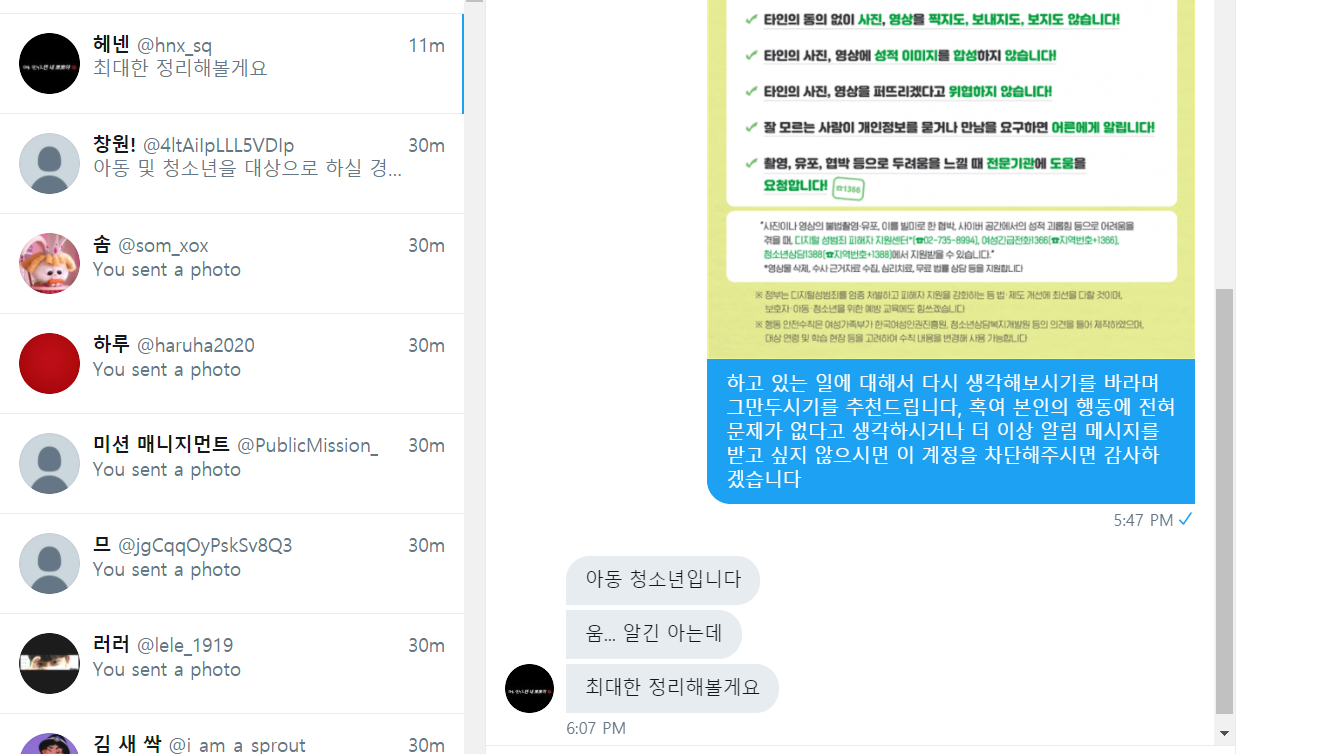 헤넨 @hnx_sq 11m
최대한 정리해볼게요
창원! 30m
아동 및 청소년을 대상으로 하실 경...
솜 @som_xox 30m
You sent a photo
하루 @haruha2020 30m
You sent a photo
미션 매니지먼트 @PublicMission_ 30m
You sent a photo
므 @jgCqqOyPskSv8Q3 30m
You sent a photo
러러 @lele_1919 30m
You sent a photo
김 새 싹 @i_am_a_sprout 30m
타인의 동의 없이 사진, 영상을 찍지도, 보내지도, 보지도 않습니다!
타인의 사진, 영상에 성적 이미지를 합성하지 않습니다!
타인의 사진, 영상을 퍼뜨리겠다고 위협하지 않습니다!
잘 모르는 사람이 개인정보를 묻거나 만남을 요구하면 어른에게 알립니다!
촬영, 유포, 협박 등으로 두려움을 느낄 때 전문기관에 도움을
요청합니다! ☎1366
"사진이나 영상의 불법촬영·유포, 이를 빌미로 한 협박, 사이버 공간에서의 성적 괴롭힘 등으로 어려움을
겪을 때, 디지털 성범죄 피해자 지원센터*(☎02-735-8994), 여성긴급전화1366(☎지역번호+1366),
청소년상담1388(☎지역번호+1388)에서 지원받을 수 있습니다."
*영상물 삭제, 수사 근거자료 수집, 심리치료, 무료 법률 상담 등을 지원합니다
※ 정부는 디지털성범죄를 엄중 처벌하고 피해자 지원을 강화하는 등 법·제도 개선에 최선을 다할 것이며,
보호자·아동·청소년을 위한 예방 교육에도 힘쓰겠습니다
※ 행동 안전수칙은 여성가족부가 한국여성인권진흥원, 청소년상담복지개발원 등의 의견을 들어 제작하였으며,
대상 연령 및 학습 현장 등을 고려하여 수칙 내용을 변경해 사용 가능합니다
하고 있는 일에 대해서 다시 생각해보시기를 바라며
그만두시기를 추천드립니다, 혹여 본인의 행동에 전혀
문제가 없다고 생각하시거나 더 이상 알림 메시지를
받고 싶지 않으시면 이 계정을 차단해주시면 감사하
겠습니다
5:47 PM
아동 청소년입니다
움... 알긴 아는데
최대한 정리해볼게요
6:07 PM